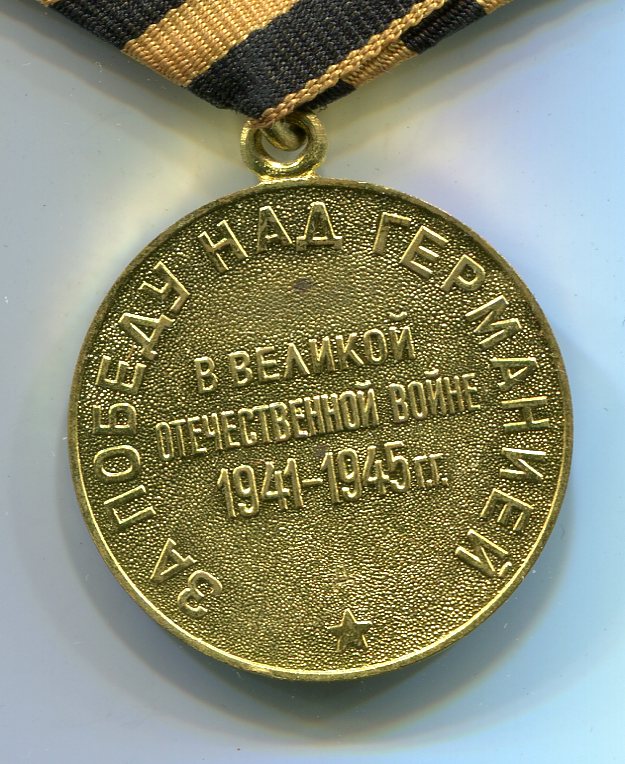 ЗА ПОБЕДУ НАД ГЕРМАНИЕЙ
В ВЕЛИКОЙ
ОТЕЧЕСТВЕННОЙ ВОЙНЕ
1941-1945 ГГ.